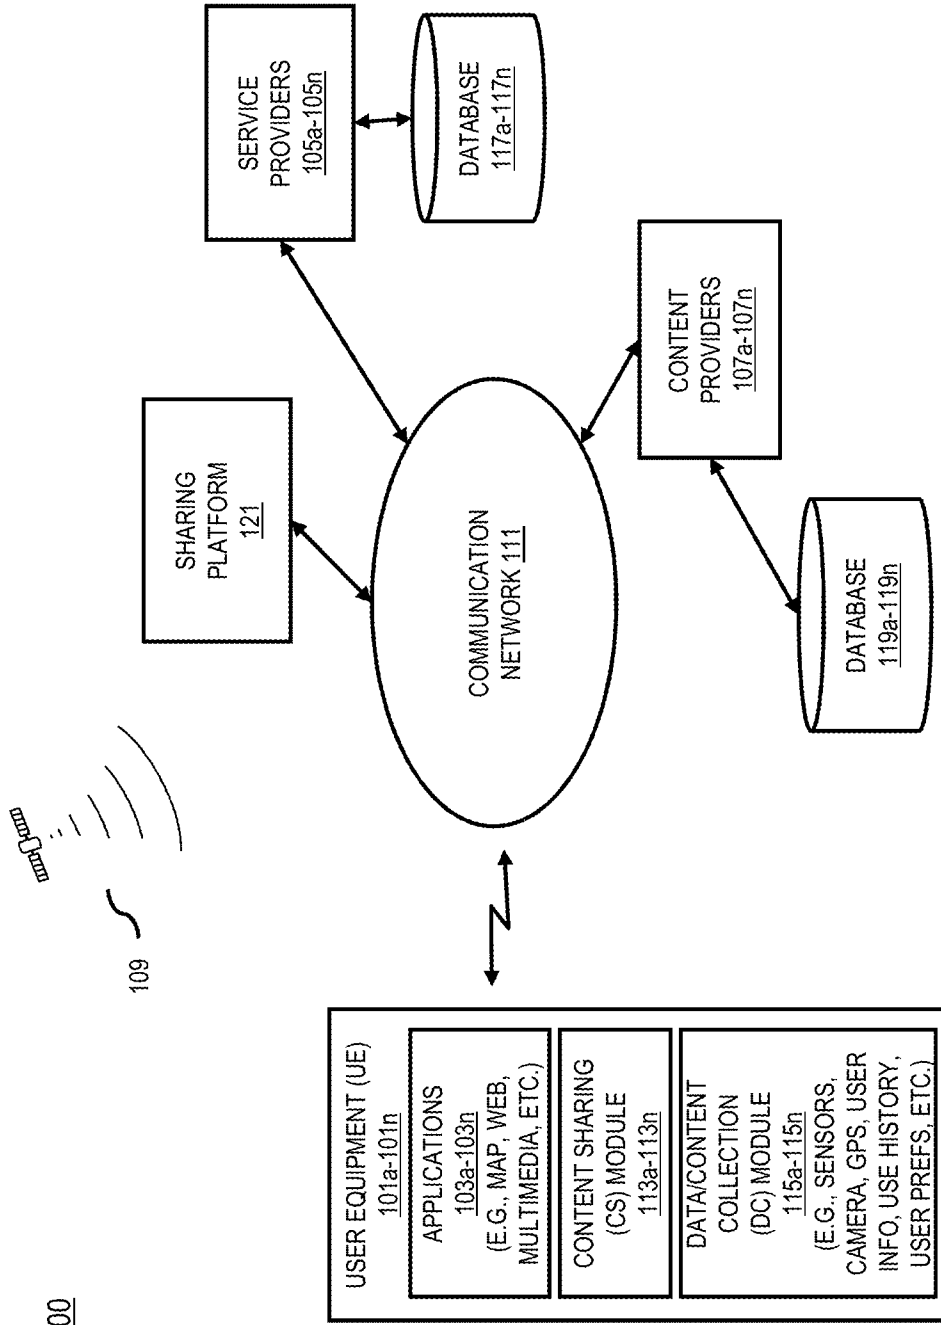 00
109
SHARING
PLATFORM
121
SERVICE
PROVIDERS
105a-105n
DATABASE
117a-117n
USER EQUIPMENT (UE)
101a-101n
APPLICATIONS
103a-103n
(E.G., MAP, WEB,
MULTIMEDIA, ETC.)
CONTENT SHARING
(CS) MODULE
113a-113n
DATA/CONTENT
COLLECTION
(DC) MODULE
115a-115n
(E.G., SENSORS,
CAMERA, GPS, USER
INFO, USE HISTORY,
USER PREFS, ETC.)
COMMUNICATION
NETWORK 111
CONTENT
PROVIDERS
107a-107n
DATABASE
119a-119n